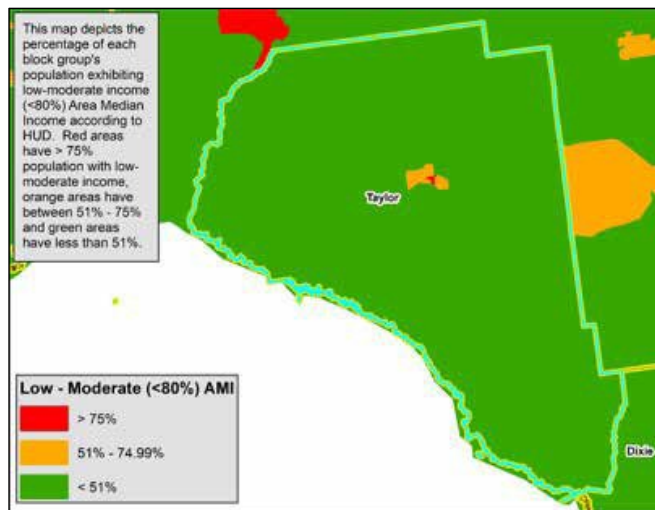 This map depicts the
percentage of each
block group's
population exhibiting
low-moderate income
(<80%) Area Median
Income according to
HUD. Red areas
have > 75%
population with low-
moderate income,
orange areas have
between 51% - 75%
and green areas
have less than 51%.
Taylor
Low - Moderate (<80%) AMI
> 75%
51% - 74.99%
< 51%
Dixie